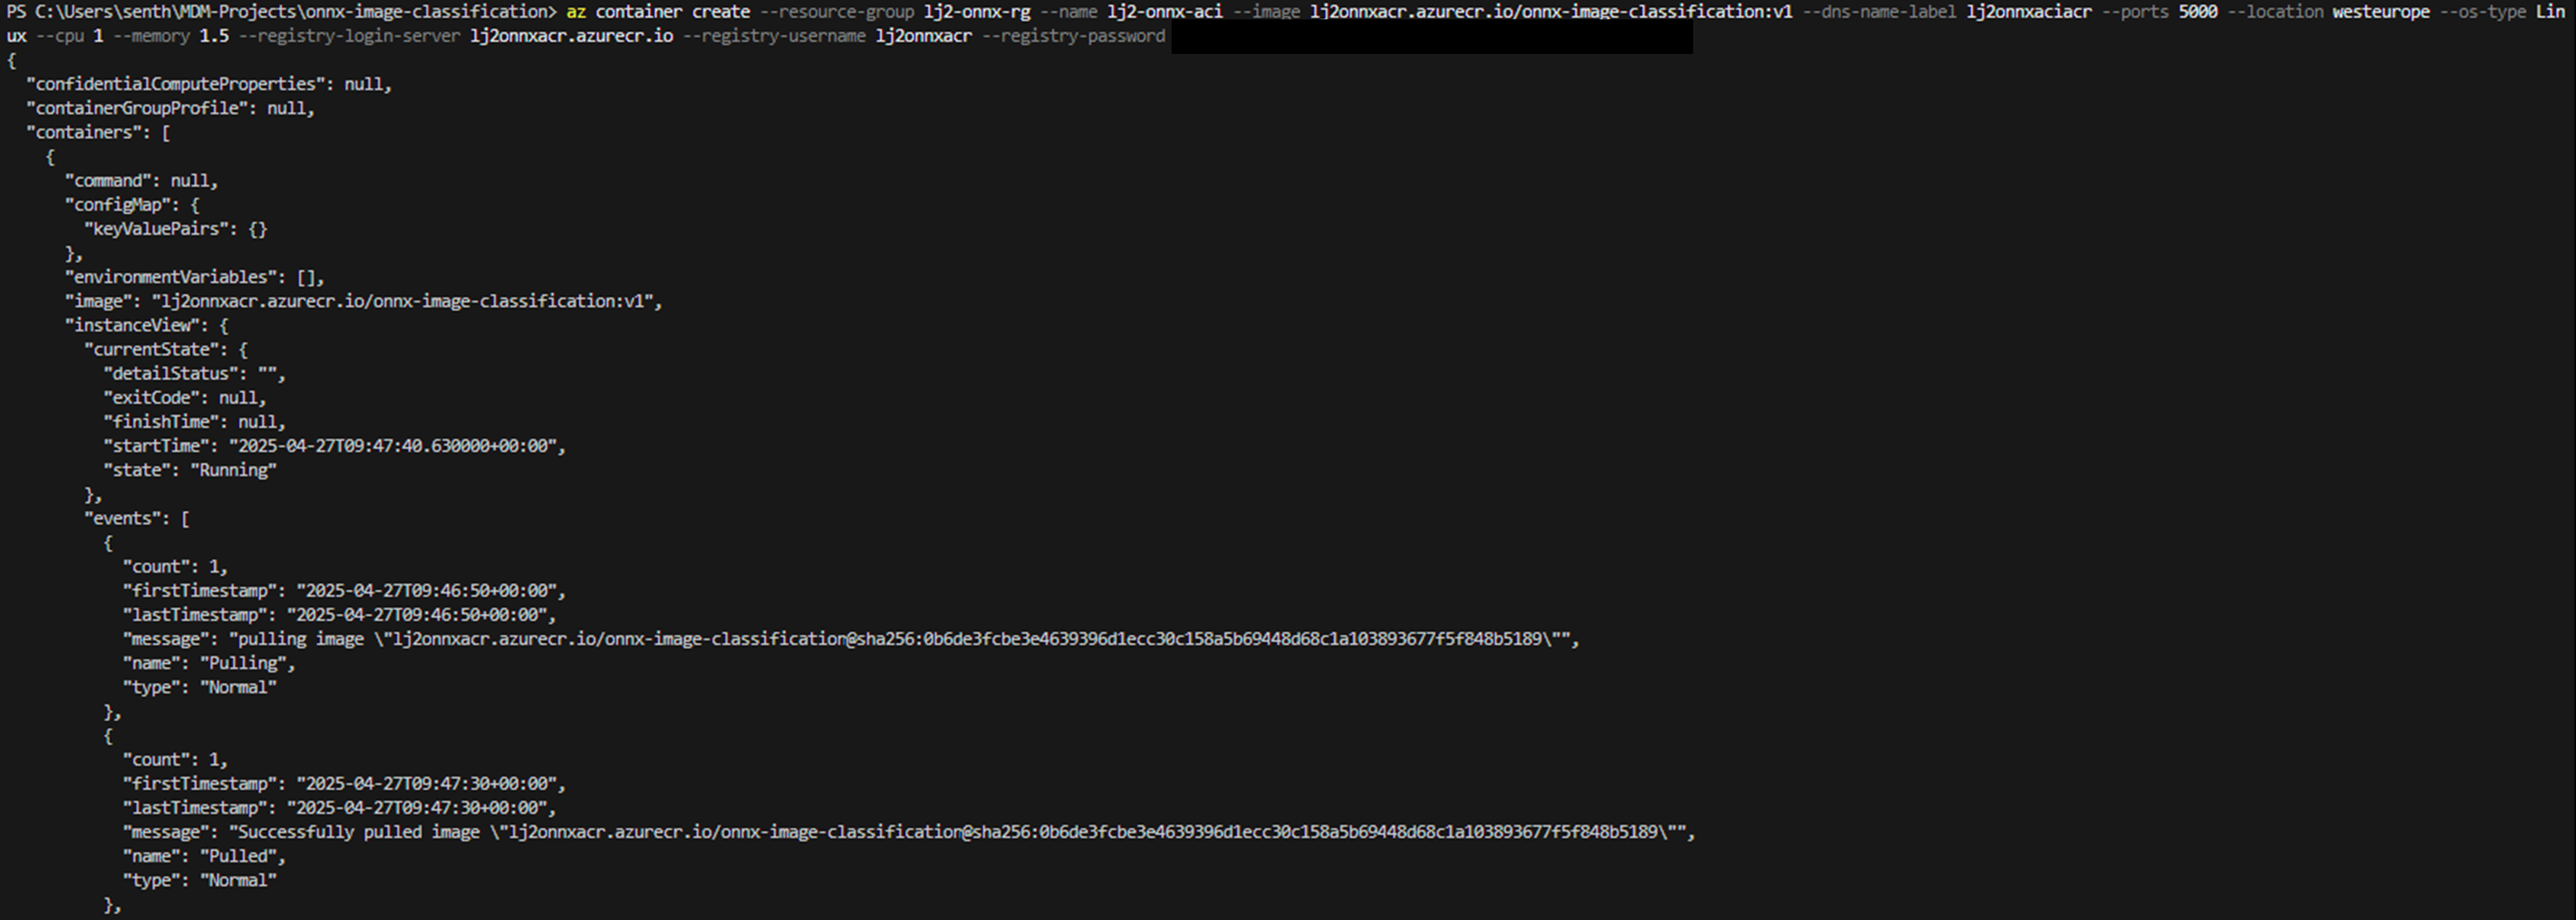 PS C:\Users\senth\MDM-Projects\onnx-image-classification> az container create --resource-group lj2-onnx-rg --name lj2-onnx-aci --image lj2onnxacr.azurecr.io/onnx-image-classification:v1 --dns-name-label lj2onnxaciacr --ports 5000 --location westeurope --os-type Lin
ux --cpu 1 --memory 1.5 --registry-login-server lj2onnxacr.azurecr.io --registry-username lj2onnxacr --registry-password
{
  "confidentialComputeProperties": null,
  "containerGroupProfile": null,
  "containers": [
    {
      "command": null,
      "configMap": {
        "keyValuePairs": {}
      },
      "environmentVariables": [],
      "image": "lj2onnxacr.azurecr.io/onnx-image-classification:v1",
      "instanceView": {
        "currentState": {
          "detailStatus": "",
          "exitCode": null,
          "finishTime": null,
          "startTime": "2025-04-27T09:47:40.630000+00:00",
          "state": "Running"
        },
        "events": [
          {
            "count": 1,
            "firstTimestamp": "2025-04-27T09:46:50+00:00",
            "lastTimestamp": "2025-04-27T09:46:50+00:00",
            "message": "pulling image \"lj2onnxacr.azurecr.io/onnx-image-classification@sha256:0b6de3fcbe3e4639396d1ecc30c158a5b69448d68c1a103893677f5f848b5189\"",
            "name": "Pulling",
            "type": "Normal"
          },
          {
            "count": 1,
            "firstTimestamp": "2025-04-27T09:47:30+00:00",
            "lastTimestamp": "2025-04-27T09:47:30+00:00",
            "message": "Successfully pulled image \"lj2onnxacr.azurecr.io/onnx-image-classification@sha256:0b6de3fcbe3e4639396d1ecc30c158a5b69448d68c1a103893677f5f848b5189\"",
            "name": "Pulled",
            "type": "Normal"
          },